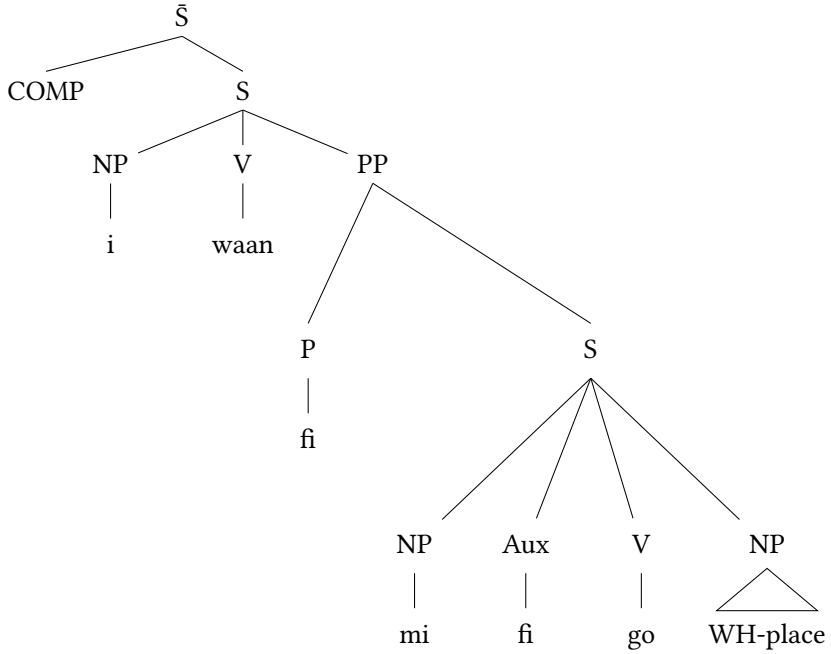 S̄
COMP S
NP V PP
i waan
P S
fi
NP Aux V NP
mi fi go WH-place